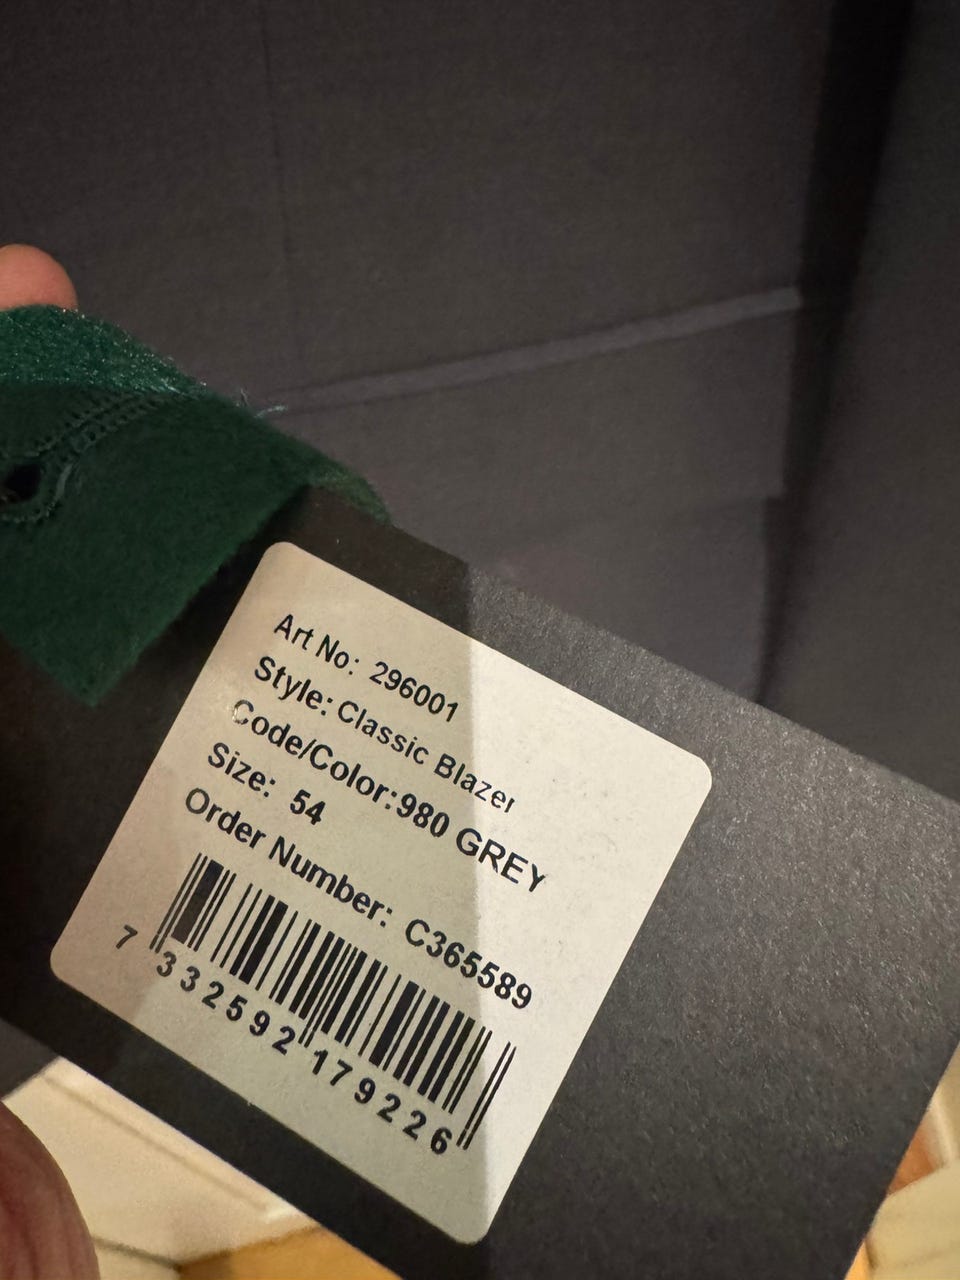 Art No: 296001
Style: Classic Blazer
Code/Color:980 GREY
Size: 54
Order Number: C365589
7 332592 179226